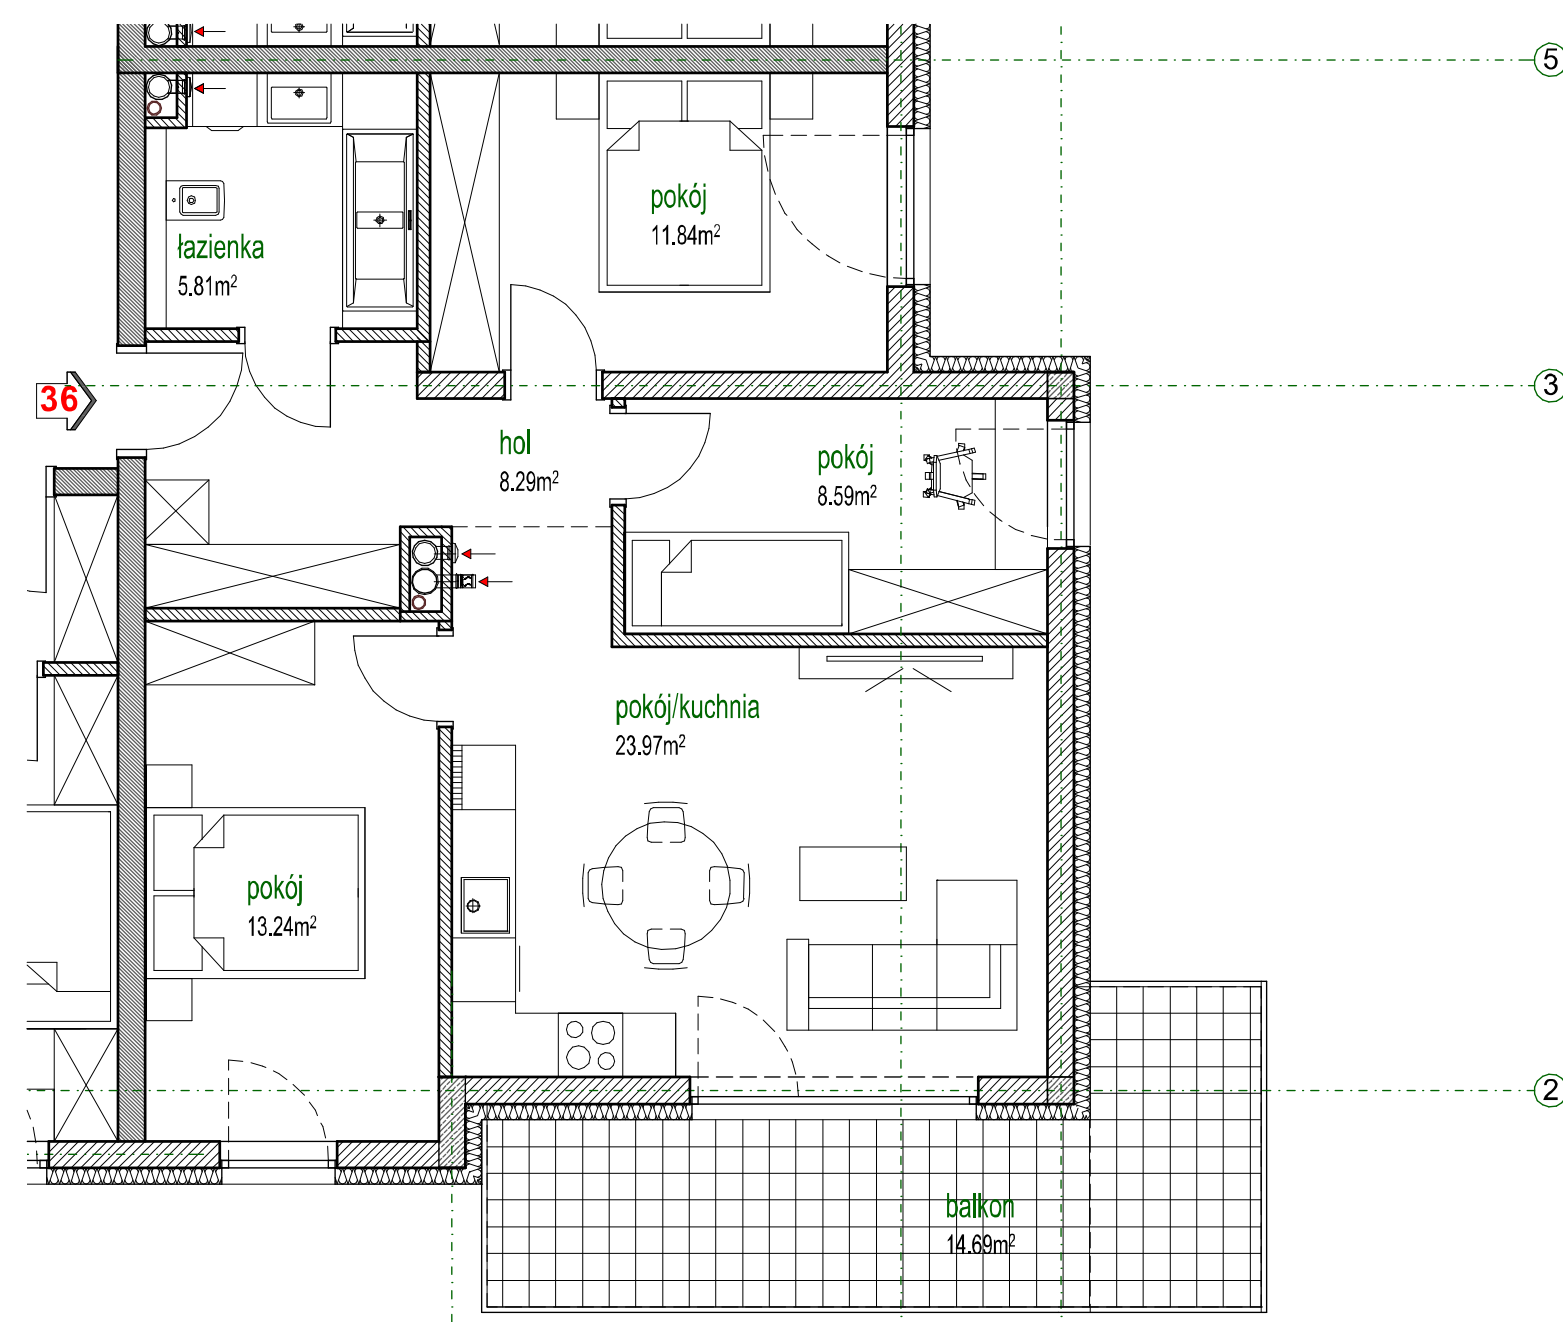 5
pokój
11.84m²
łazienka
5.81m²
36
3
hol
8.29m²
pokój
8.59m²
pokój/kuchnia
23.97m²
pokój
13.24m²
2
balkon
14.69m²